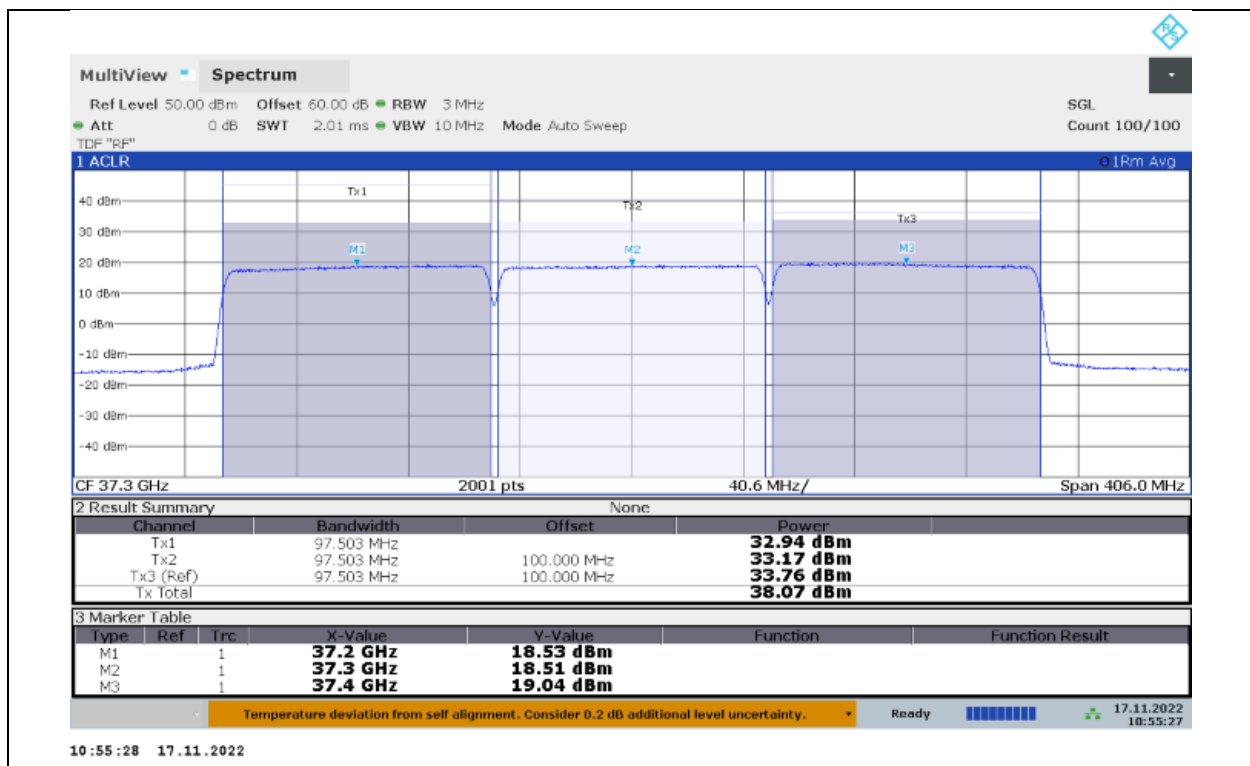 R&S
MultiView Spectrum
Ref Level 50.00 dBm Offset 60.00 dB RBW 3 MHz SGL
Att 0 dB SWT 2.01 ms VBW 10 MHz Mode Auto Sweep Count 100/100
TDF "RF"
1 ACLR 1Rm Avg
Tx1
40 dBm
Tx2
Tx3
30 dBm
M1 M2 M3
20 dBm
10 dBm
0 dBm
-10 dBm
-20 dBm
-30 dBm
-40 dBm
CF 37.3 GHz 2001 pts 40.6 MHz/ Span 406.0 MHz
2 Result Summary None
Channel Bandwidth Offset Power
Tx1 97.503 MHz 32.94 dBm
Tx2 97.503 MHz 100.000 MHz 33.17 dBm
Tx3 (Ref) 97.503 MHz 100.000 MHz 33.76 dBm
Tx Total 38.07 dBm
3 Marker Table
Type Ref Trc X-Value Y-Value Function Function Result
M1 1 37.2 GHz 18.53 dBm
M2 1 37.3 GHz 18.51 dBm
M3 1 37.4 GHz 19.04 dBm
Temperature deviation from self alignment. Consider 0.2 dB additional level uncertainty. Ready 17.11.2022
10:55:27
10:55:28 17.11.2022